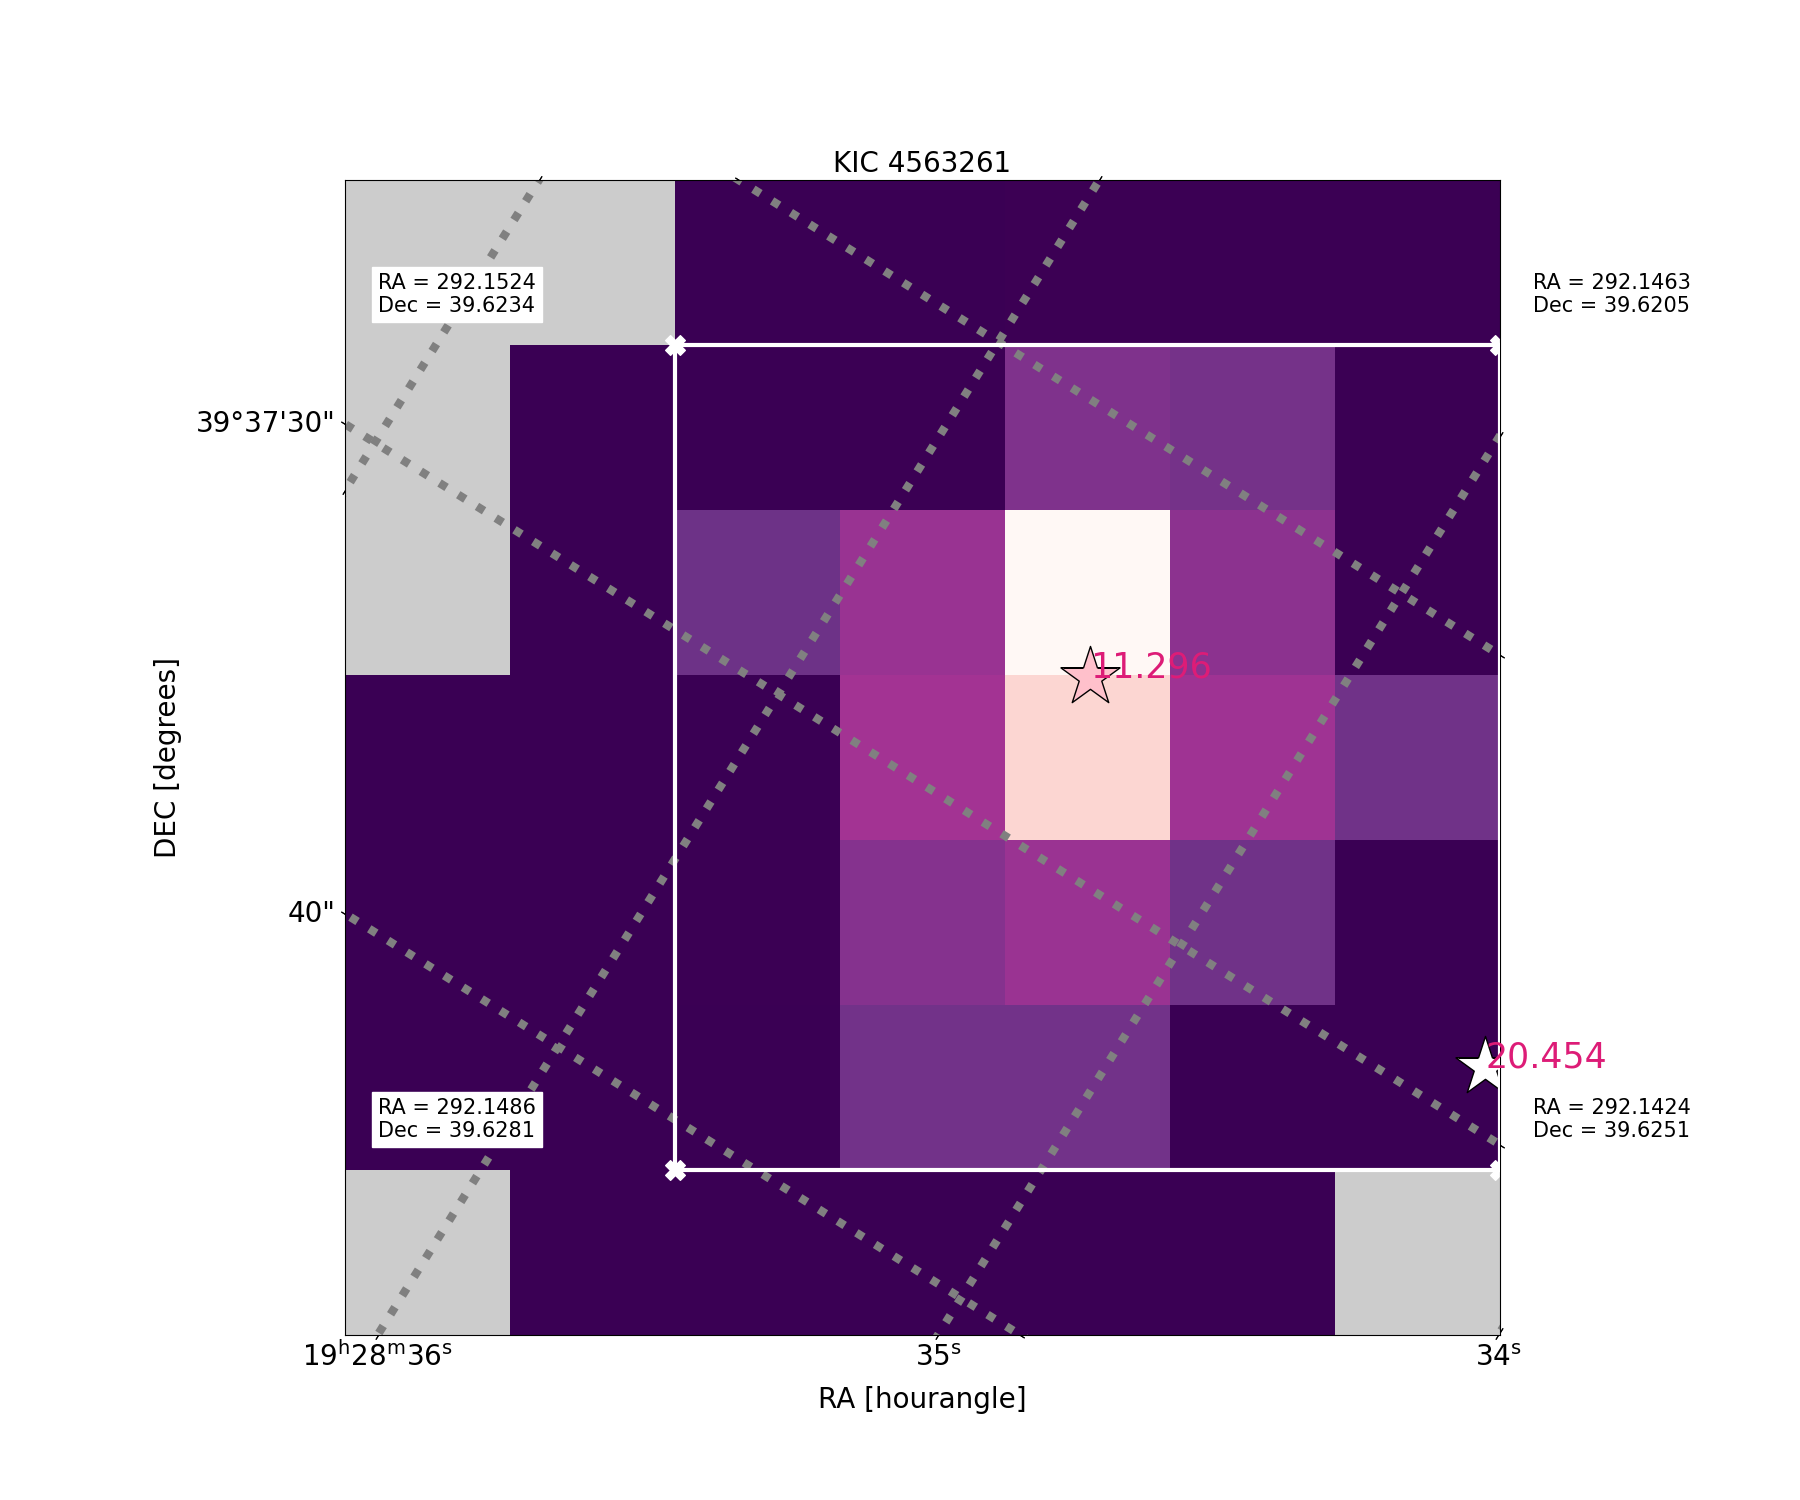 KIC 4563261
RA = 292.1524
Dec = 39.6234
RA = 292.1463
Dec = 39.6205
39°37'30"
11.296
DEC [degrees]
40"
20.454
RA = 292.1486
Dec = 39.6281
RA = 292.1424
Dec = 39.6251
19ʰ28ᵐ36ˢ 35ˢ 34ˢ
RA [hourangle]